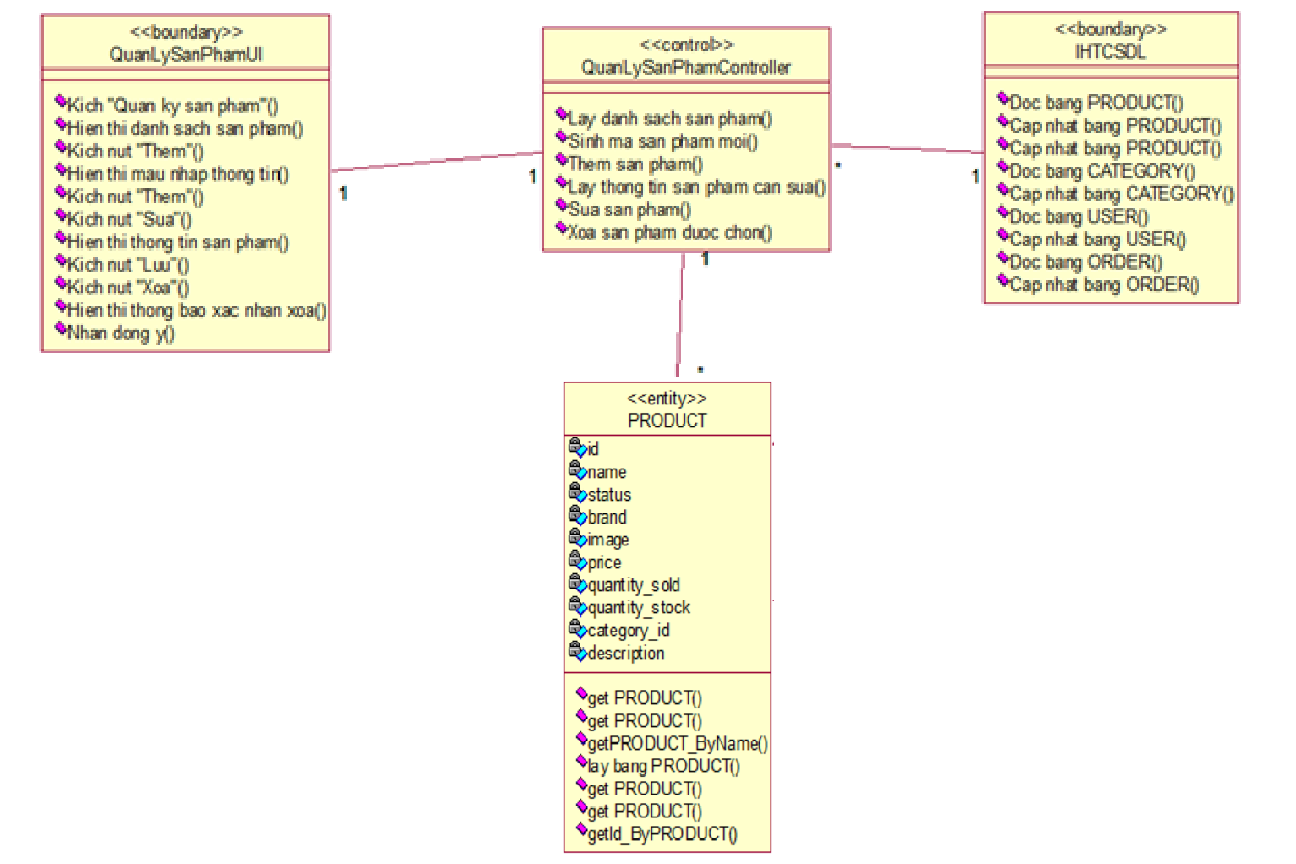 <<boundary>>
QuanLySanPhamUI
Kich "Quan ky san pham"()
Hien thi danh sach san pham()
Kich nut "Them"()
Hien thi mau nhap thong tin()
Kich nut "Them"()
Kich nut "Sua"()
Hien thi thong tin san pham()
Kich nut "Luu"()
Kich nut "Xoa"()
Hien thi thong bao xac nhan xoa()
Nhan dong y()
1
1
<<control>>
QuanLySanPhamController
Lay danh sach san pham()
Sinh ma san pham moi()
Them san pham()
Lay thong tin san pham can sua()
Sua san pham()
Xoa san pham duoc chon()
*
1
<<boundary>>
IHTCSDL
Doc bang PRODUCT()
Cap nhat bang PRODUCT()
Cap nhat bang PRODUCT()
Doc bang CATEGORY()
Cap nhat bang CATEGORY()
Doc bang USER()
Cap nhat bang USER()
Doc bang ORDER()
Cap nhat bang ORDER()
1
*
<<entity>>
PRODUCT
id
name
status
brand
image
price
quantity_sold
quantity_stock
category_id
description
get PRODUCT()
get PRODUCT()
getPRODUCT_ByName()
lay bang PRODUCT()
get PRODUCT()
get PRODUCT()
getId_ByPRODUCT()